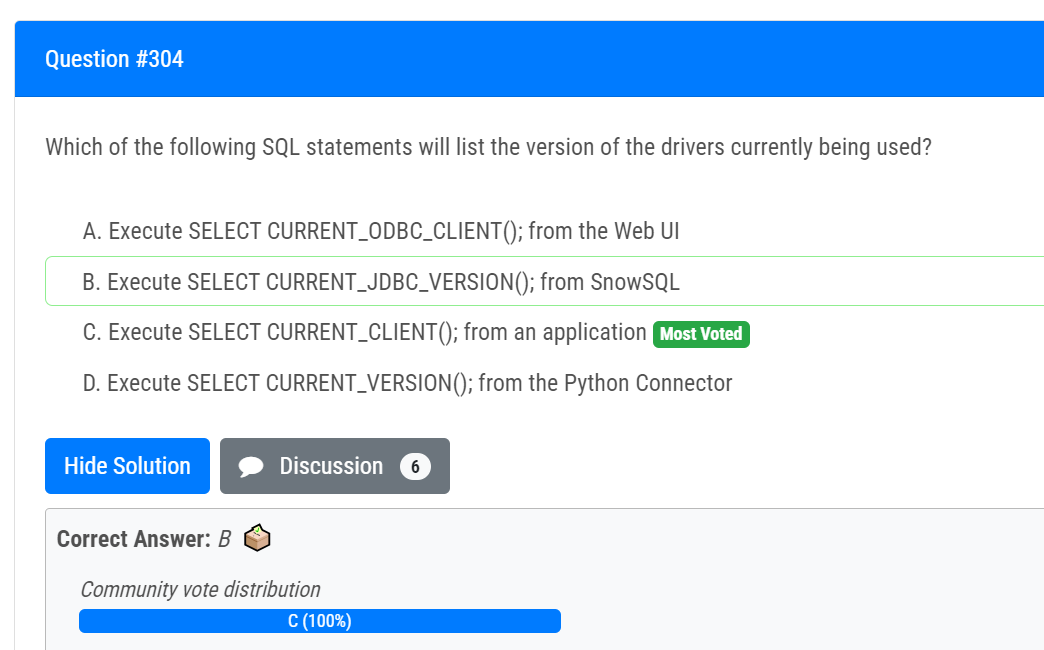 Question #304
Which of the following SQL statements will list the version of the drivers currently being used?
A. Execute SELECT CURRENT_ODBC_CLIENT(); from the Web UI
B. Execute SELECT CURRENT_JDBC_VERSION(); from SnowSQL
C. Execute SELECT CURRENT_CLIENT(); from an application Most Voted
D. Execute SELECT CURRENT_VERSION(); from the Python Connector
Hide Solution Discussion 6
Correct Answer: B
Community vote distribution
C (100%)